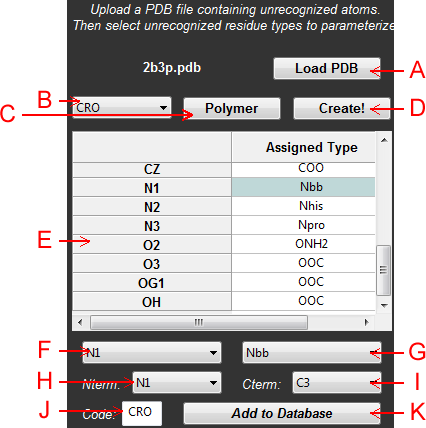 Upload a PDB file containing unrecognized atoms.
Then select unrecognized residue types to parameterize
2b3p.pdb Load PDB A
B CRO Polymer Create! D
C
Assigned Type
CZ COO
N1 Nbb
N2 Nhis
N3 Npro
E O2 ONH2
O3 OOC
OG1 OOC
OH OOC
F N1 Nbb G
H Nterm: N1 Cterm: C3 I
J Code: CRO Add to Database K